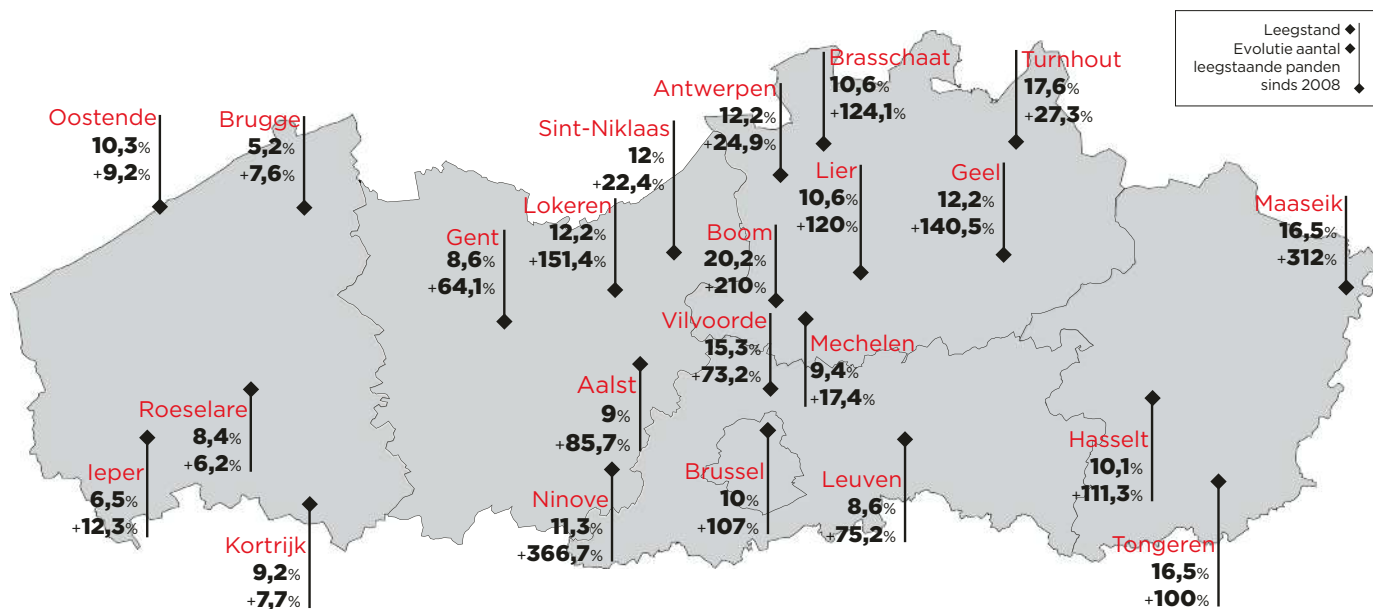 Leegstand
Evolutie aantal
leegstaande panden
sinds 2008
Oostende
10,3%
+9,2%
Brugge
5,2%
+7,6%
Sint-Niklaas
12%
+22,4%
Antwerpen
12,2%
+24,9%
Brasschaat
10,6%
+124,1%
Turnhout
17,6%
+27,3%
Gent
8,6%
+64,1%
Lokeren
12,2%
+151,4%
Boom
20,2%
+210%
Lier
10,6%
+120%
Geel
12,2%
+140,5%
Maaseik
16,5%
+312%
Vilvoorde
15,3%
+73,2%
Mechelen
9,4%
+17,4%
Aalst
9%
+85,7%
Roeselare
8,4%
+6,2%
Ieper
6,5%
+12,3%
Kortrijk
9,2%
+7,7%
Ninove
11,3%
+366,7%
Brussel
10%
+107%
Leuven
8,6%
+75,2%
Hasselt
10,1%
+111,3%
Tongeren
16,5%
+100%